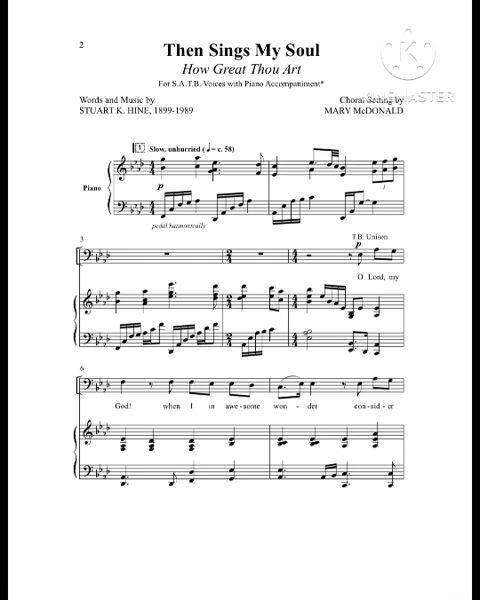 2
Then Sings My Soul
How Great Thou Art
For S.A.T.B. Voices with Piano Accompaniment*
Words and Music by
STUART K. HINE, 1899-1989
Choral Setting by
MARY McDONALD
KINEMASTER
1 Slow, unhurried (♩ = c. 58)
Piano
p
pedal harmonically
3
T.B. Unison
p
O Lord, my
6
God! when I in awe-some won - der con-sid-er